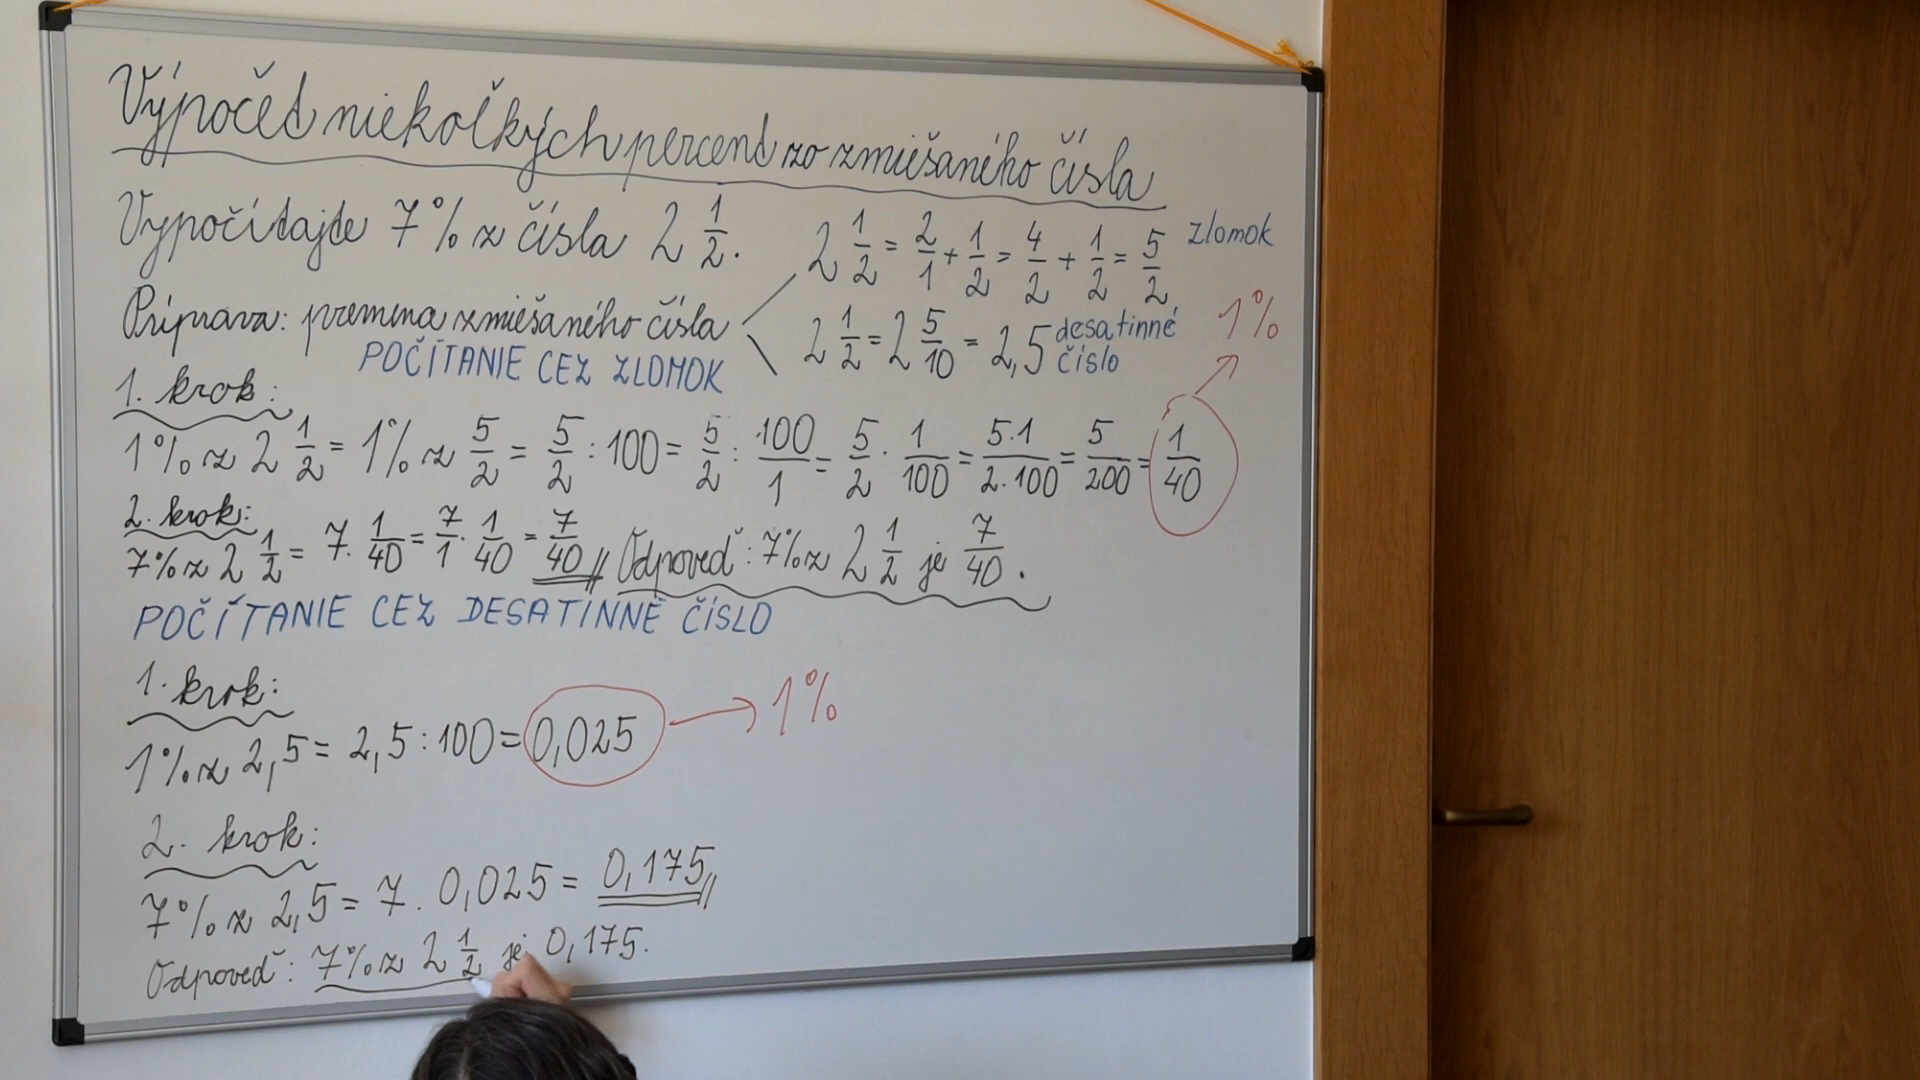 Výpočet niekoľkých percent zo zmiešaného čísla
Vypočítajte 7% z čísla 2 1/2.
Príprava: premena zmiešaného čísla
2 1/2 = 2/1 + 1/2 = 4/2 + 1/2 = 5/2 zlomok
2 1/2 = 2 5/10 = 2,5 desatinné číslo
1%
POČÍTANIE CEZ ZLOMOK
1. krok:
1% z 2 1/2 = 1% z 5/2 = 5/2 : 100 = 5/2 : 100/1 = 5/2 · 1/100 = 5.1/2.100 = 5/200 = 1/40
2. krok:
7% z 2 1/2 = 7. 1/40 = 7/1 · 1/40 = 7/40 Odpoveď: 7% z 2 1/2 je 7/40.
POČÍTANIE CEZ DESATINNÉ ČÍSLO
1. krok:
1% z 2,5 = 2,5 : 100 = 0,025 → 1%
2. krok:
7% z 2,5 = 7 . 0,025 = 0,175
Odpoveď: 7% z 2 1/2 je 0,175.